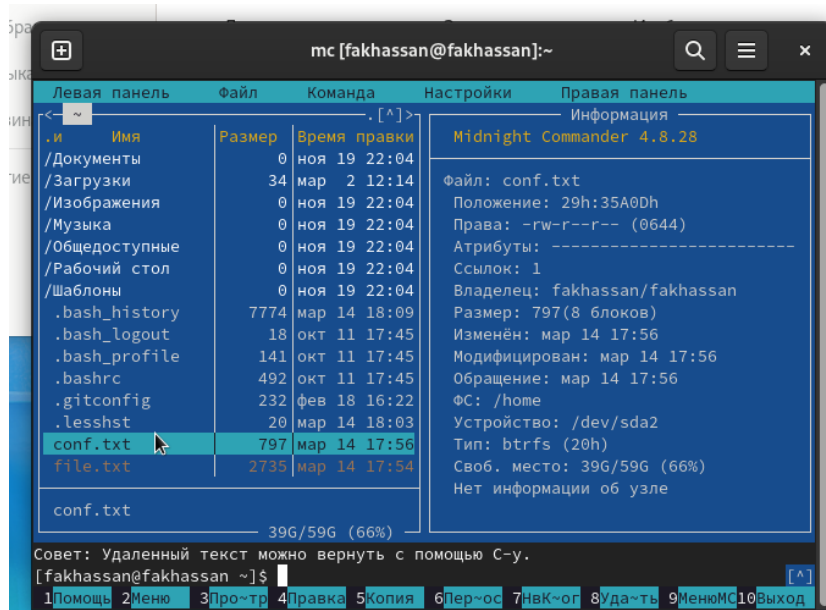 бра
ыка
вин
гие
mc [fakhassan@fakhassan]:~
Левая панель Файл Команда Настройки Правая панель
<─ ~ .[^]>
.и Имя Размер Время правки
/Документы 0 ноя 19 22:04
/Загрузки 34 мар 2 12:14
/Изображения 0 ноя 19 22:04
/Музыка 0 ноя 19 22:04
/Общедоступные 0 ноя 19 22:04
/Рабочий стол 0 ноя 19 22:04
/Шаблоны 0 ноя 19 22:04
.bash_history 7774 мар 14 18:09
.bash_logout 18 окт 11 17:45
.bash_profile 141 окт 11 17:45
.bashrc 492 окт 11 17:45
.gitconfig 232 фев 18 16:22
.lesshst 20 мар 14 18:03
conf.txt 797 мар 14 17:56
file.txt 2735 мар 14 17:54
conf.txt
39G/59G (66%)
Информация
Midnight Commander 4.8.28
Файл: conf.txt
Положение: 29h:35A0Dh
Права: -rw-r--r-- (0644)
Атрибуты: --------------------------
Ссылок: 1
Владелец: fakhassan/fakhassan
Размер: 797(8 блоков)
Изменён: мар 14 17:56
Модифицирован: мар 14 17:56
Обращение: мар 14 17:56
ФС: /home
Устройство: /dev/sda2
Тип: btrfs (20h)
Своб. место: 39G/59G (66%)
Нет информации об узле
Совет: Удаленный текст можно вернуть с помощью C-y.
[fakhassan@fakhassan ~]$ [^]
1Помощь 2Меню 3Про~тр 4Правка 5Копия 6Пер~ос 7НвК~ог 8Уда~ть 9МенюМС 10Выход